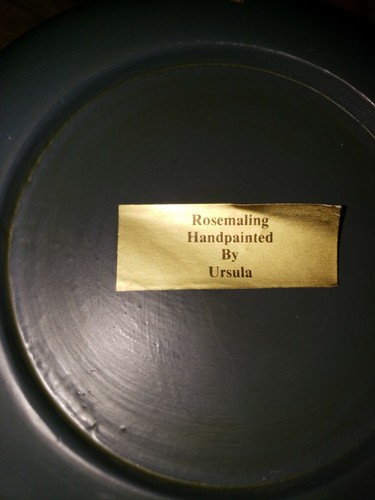 Rosemaling
Handpainted
By
Ursula